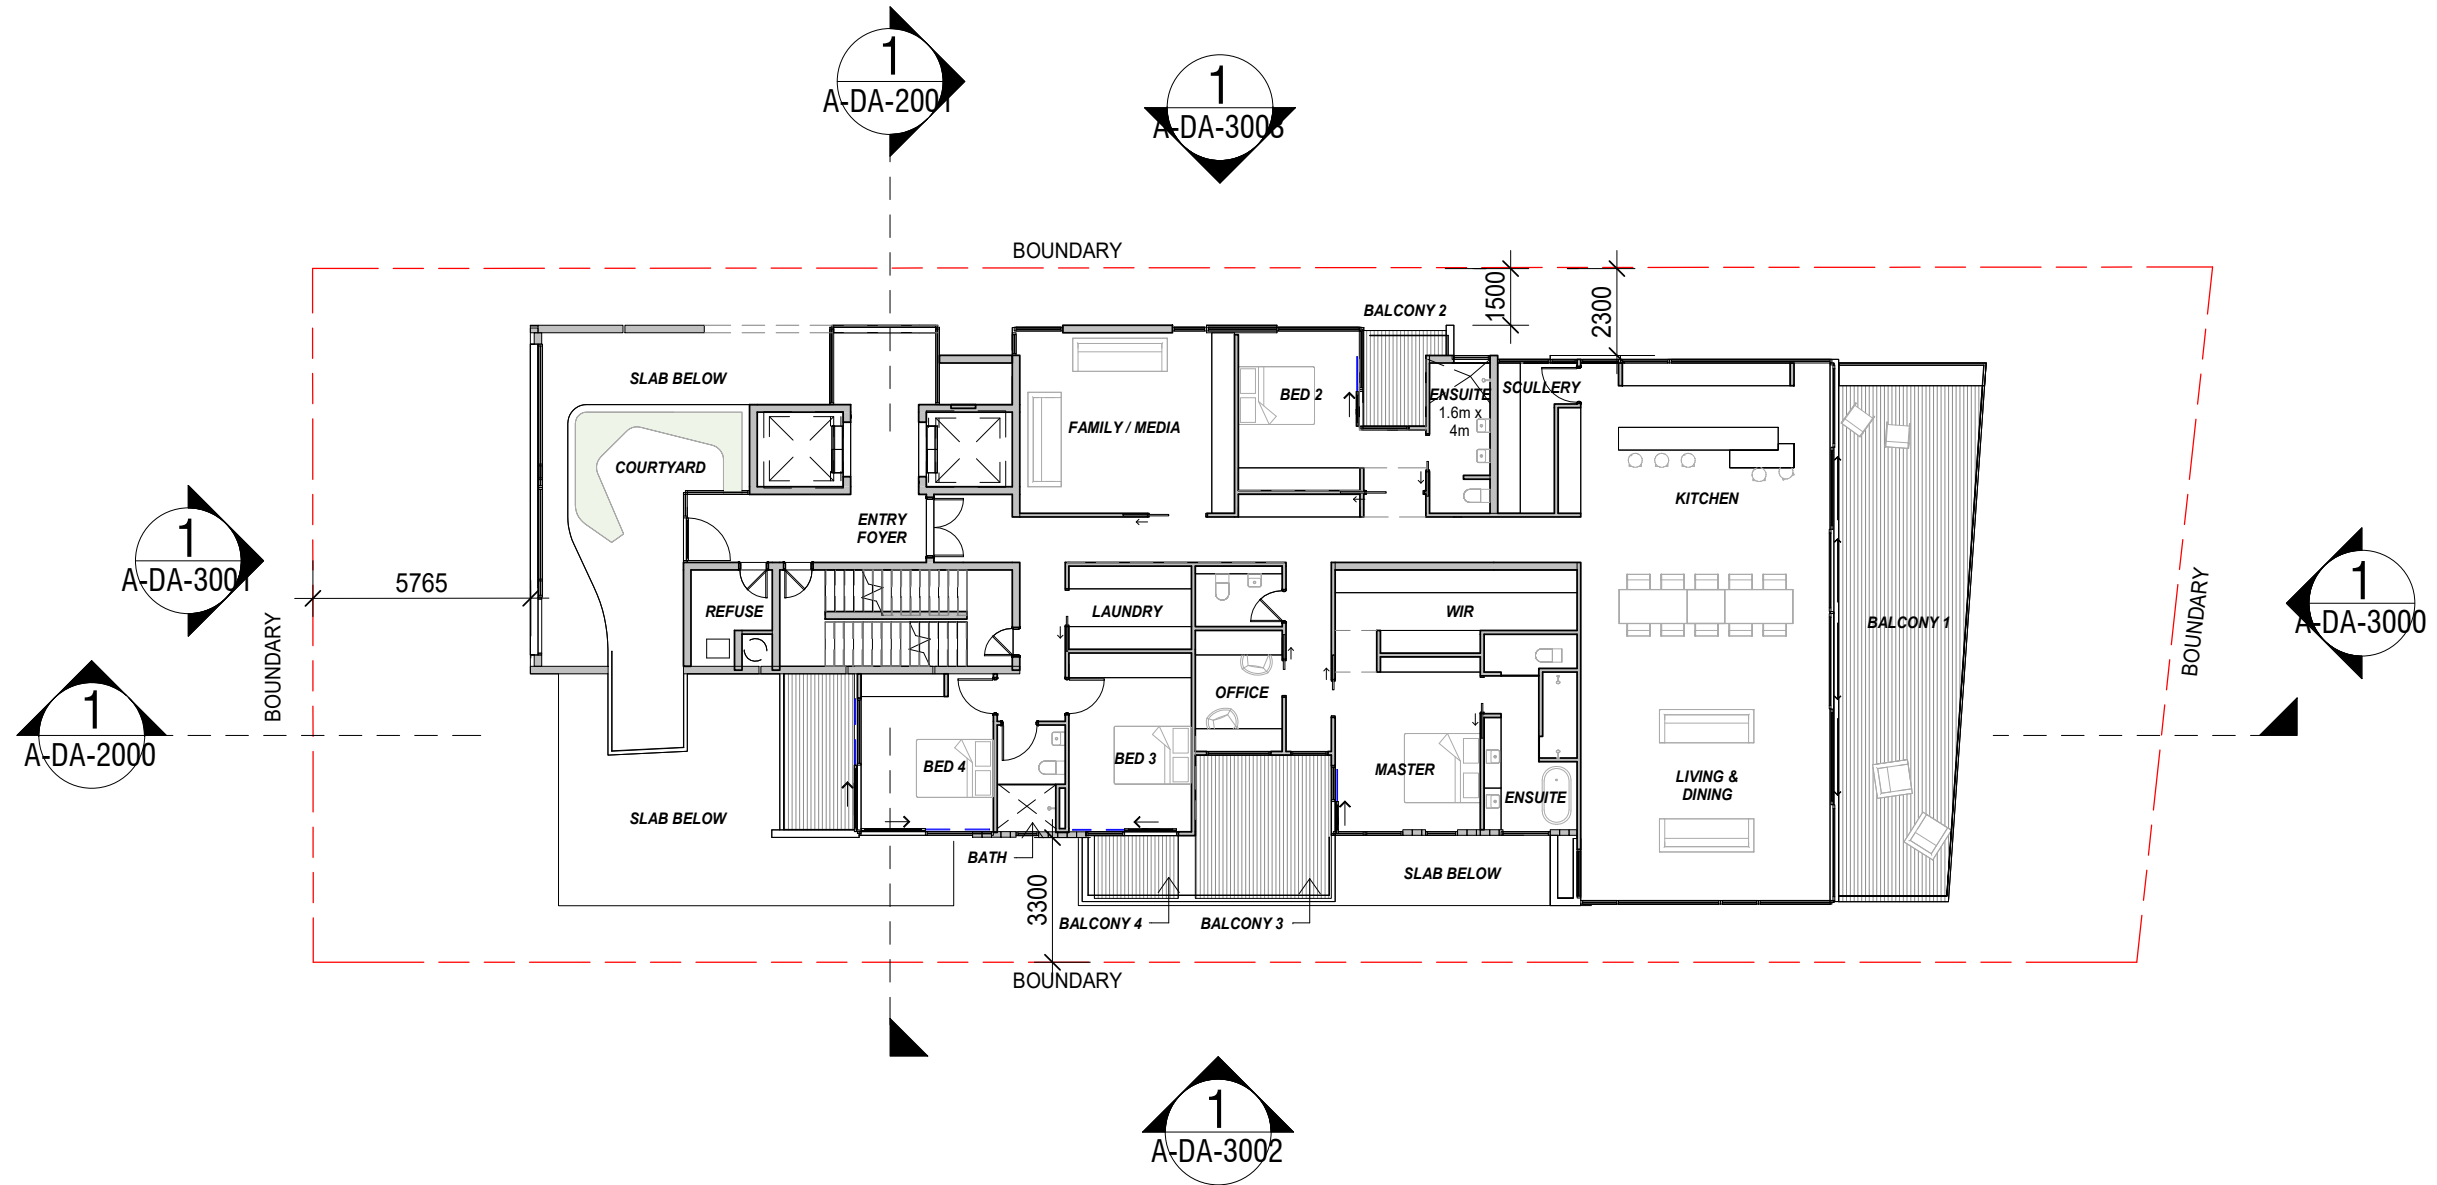 1
A-DA-2001
1
A-DA-3003
BOUNDARY
1500
2300
BALCONY 2
SLAB BELOW
BED 2
ENSUITE
1.6m x
4m
SCULLERY
FAMILY / MEDIA
COURTYARD
KITCHEN
ENTRY
FOYER
1
A-DA-3001
5765
BOUNDARY
REFUSE
LAUNDRY
WIR
BALCONY 1
BOUNDARY
1
A-DA-3000
1
A-DA-2000
OFFICE
BED 4
BED 3
MASTER
ENSUITE
LIVING &
DINING
SLAB BELOW
BATH
3300
SLAB BELOW
BALCONY 4
BALCONY 3
BOUNDARY
1
A-DA-3002